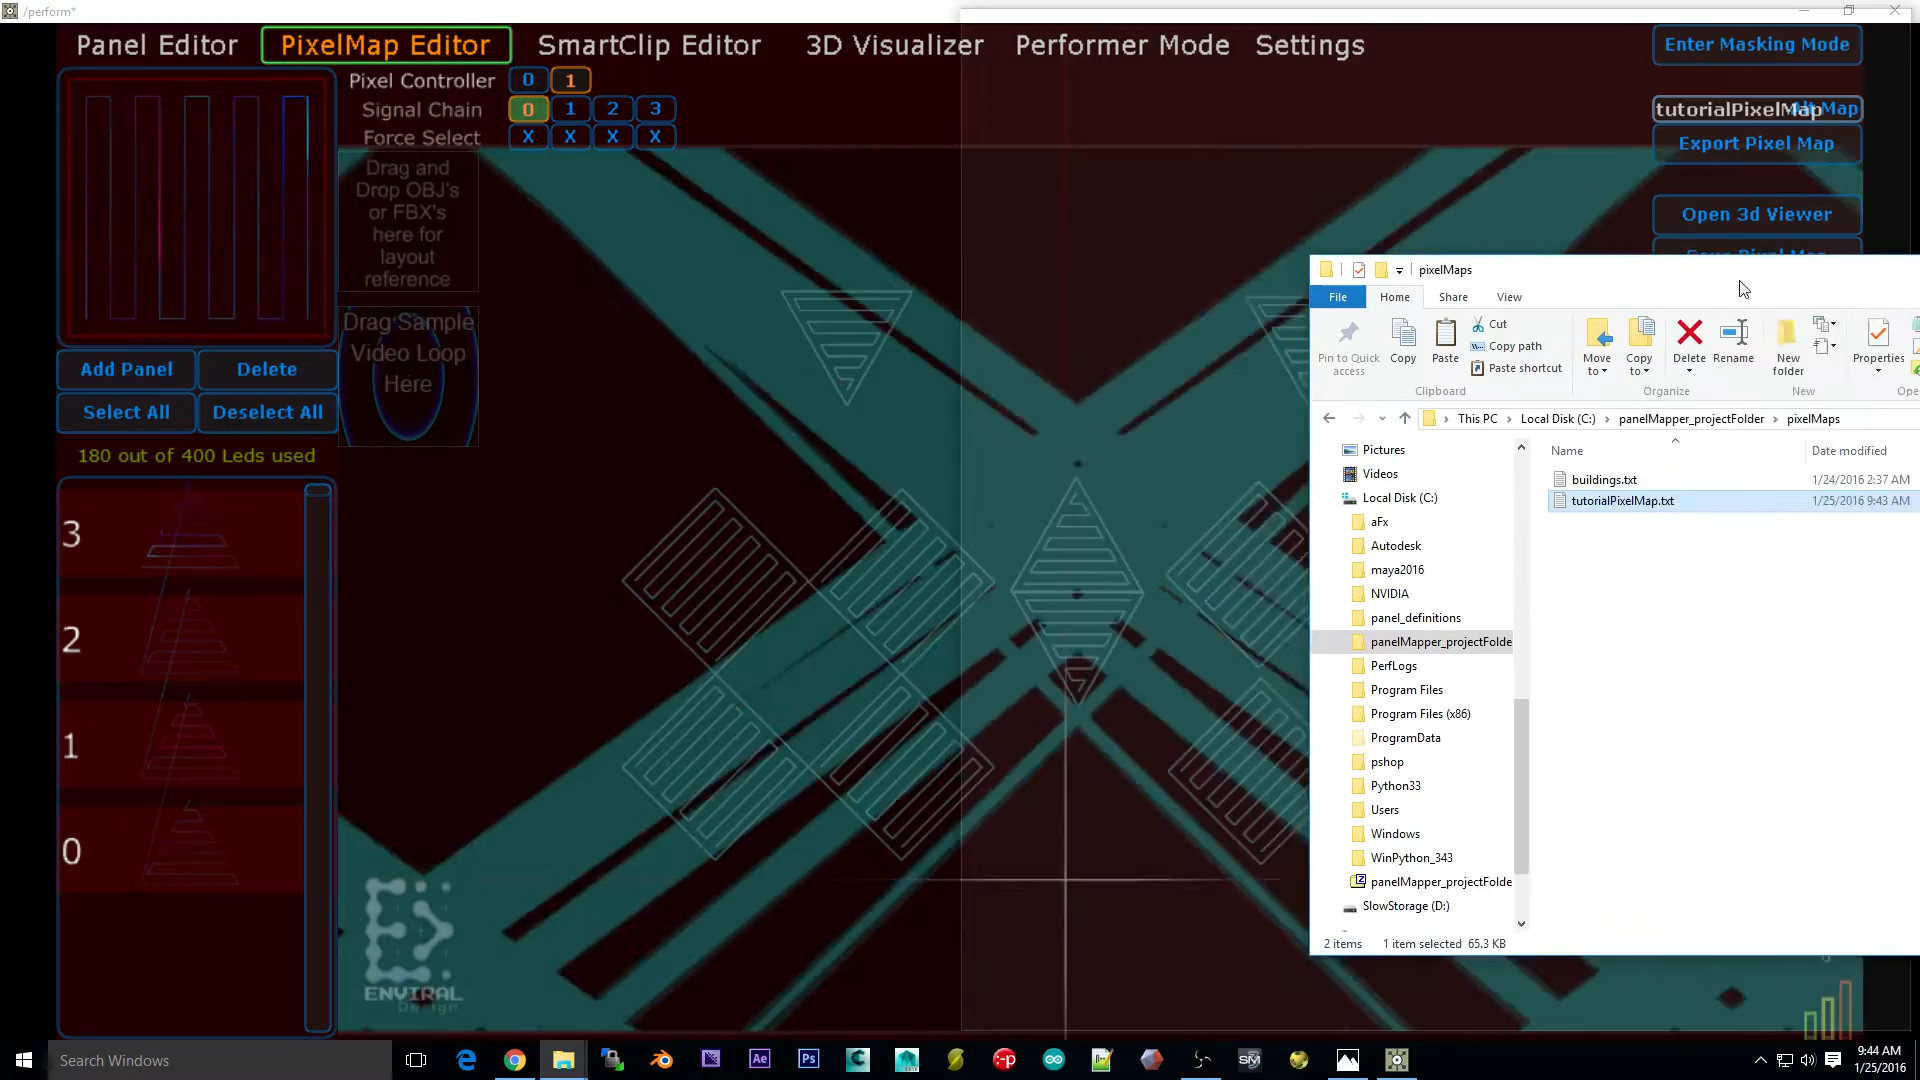 /perform*
Panel Editor
PixelMap Editor
SmartClip Editor
3D Visualizer
Performer Mode
Settings
Enter Masking Mode
Pixel Controller
0
1
Signal Chain
0
1
2
3
Force Select
X
X
X
X
tutorialPixelMap
Map
Export Pixel Map
Open 3d Viewer
Drag and
Drop OBJ's
or FBX's
here for
layout
reference
Drag Sample
Video Loop
Here
Add Panel
Delete
Select All
Deselect All
180 out of 400 Leds used
3
2
1
0
ENVIRAL
Design
pixelMaps
File
Home
Share
View
Pin to Quick
access
Copy
Paste
Cut
Copy path
Paste shortcut
Move
to
Copy
to
Delete
Rename
New
folder
Properties
Clipboard
Organize
New
Ope
This PC
Local Disk (C:)
panelMapper_projectFolder
pixelMaps
Name
Date modified
buildings.txt
1/24/2016 2:37 AM
tutorialPixelMap.txt
1/25/2016 9:43 AM
Pictures
Videos
Local Disk (C:)
aFx
Autodesk
maya2016
NVIDIA
panel_definitions
panelMapper_projectFolde
PerfLogs
Program Files
Program Files (x86)
ProgramData
pshop
Python33
Users
Windows
WinPython_343
panelMapper_projectFolde
SlowStorage (D:)
2 items
1 item selected 65.3 KB
Search Windows
Ae
Ps
SM
9:44 AM
1/25/2016